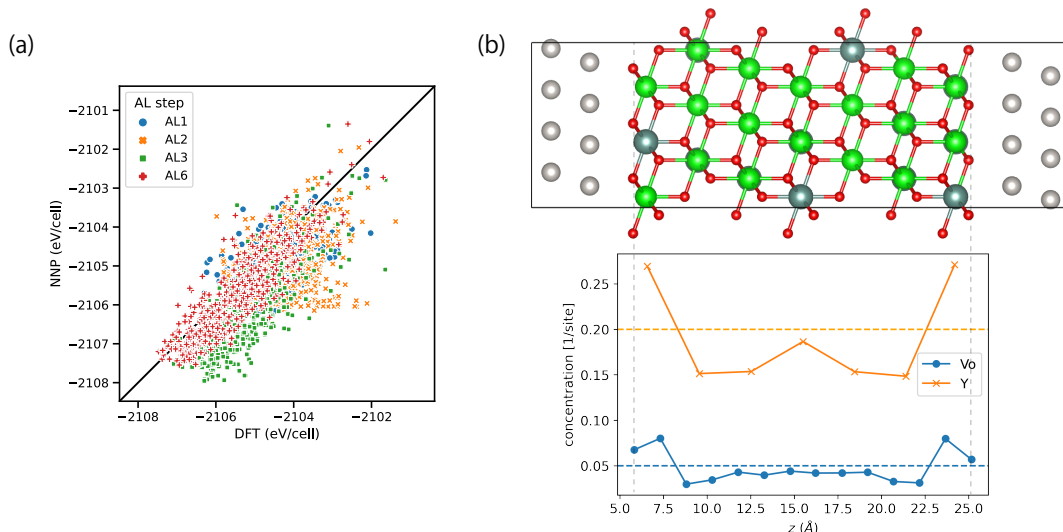 (a)
(b)
AL step
AL1
AL2
AL3
AL6
−2101
−2102
−2103
−2104
−2105
−2106
−2107
−2108
NNP (eV/cell)
−2108
−2106
−2104
−2102
DFT (eV/cell)
0.25
0.20
0.15
0.10
0.05
concentration [1/site]
Vo
Y
5.0
7.5
10.0
12.5
15.0
17.5
20.0
22.5
25.0
z (Å)